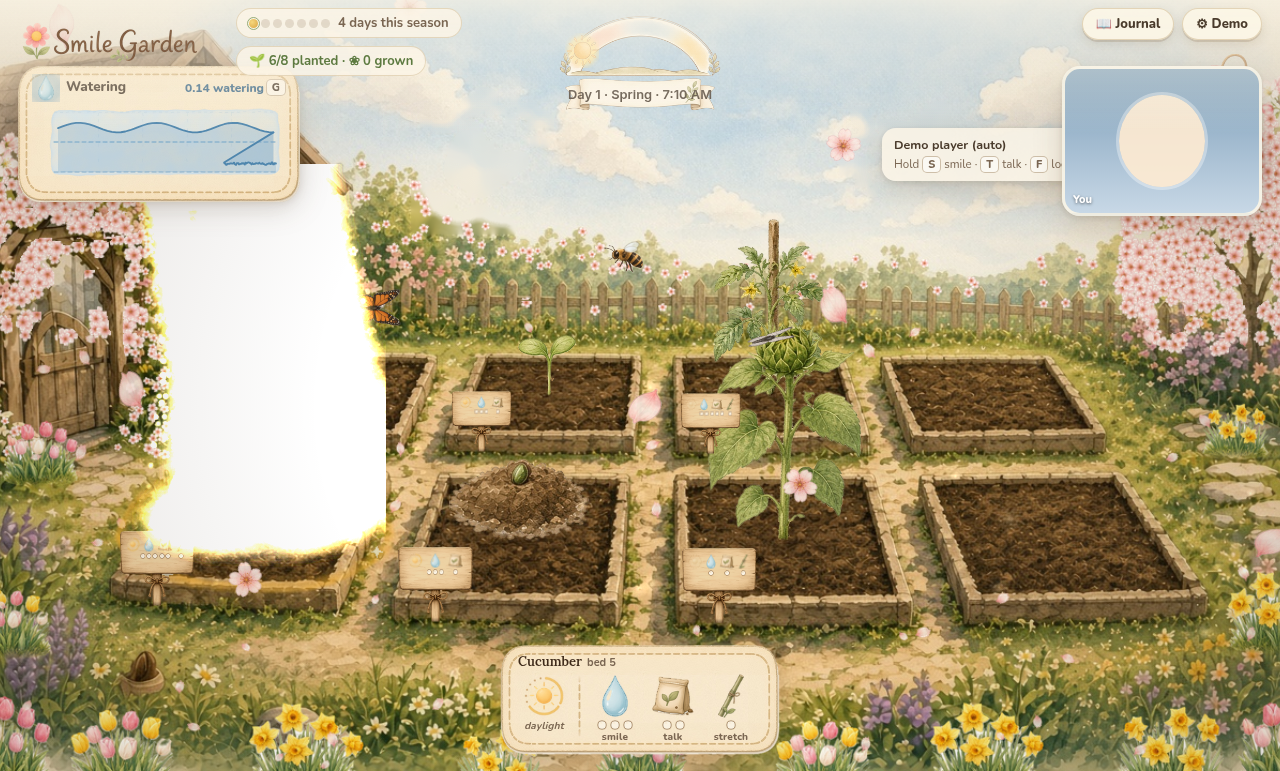 Smile Garden
4 days this season
6/8 planted · 0 grown
Watering
0.14 watering G
Day 1 · Spring · 7:10 AM
Journal
Demo
Demo player (auto)
Hold S smile · T talk · F lo
You
Cucumber bed 5
daylight
smile
talk
stretch